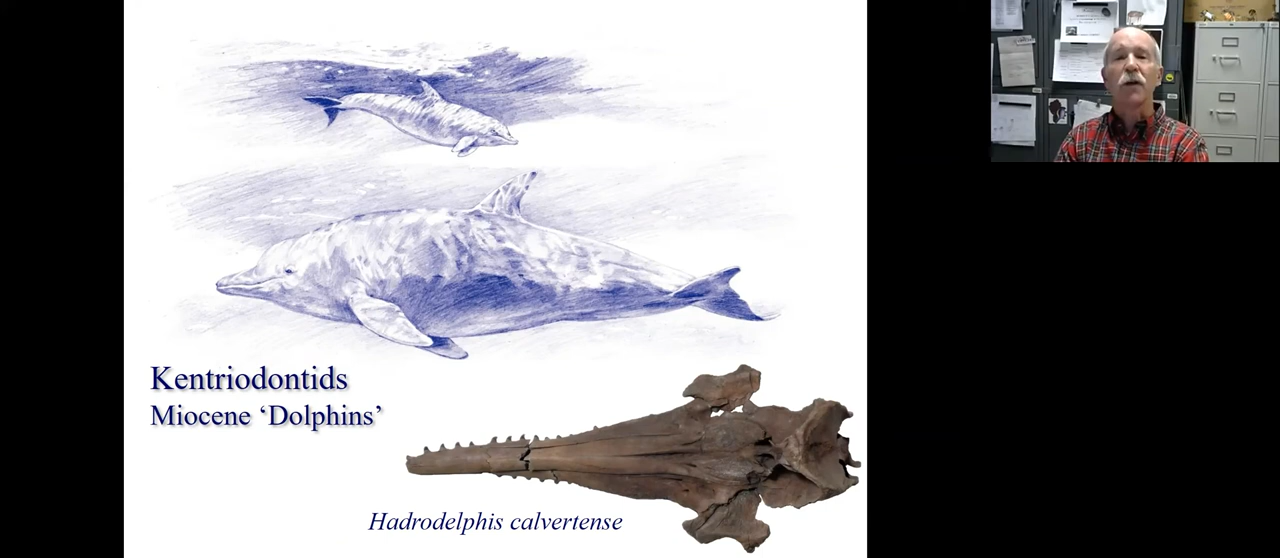 Kentriodontids
Miocene ‘Dolphins’
Hadrodelphis calvertense